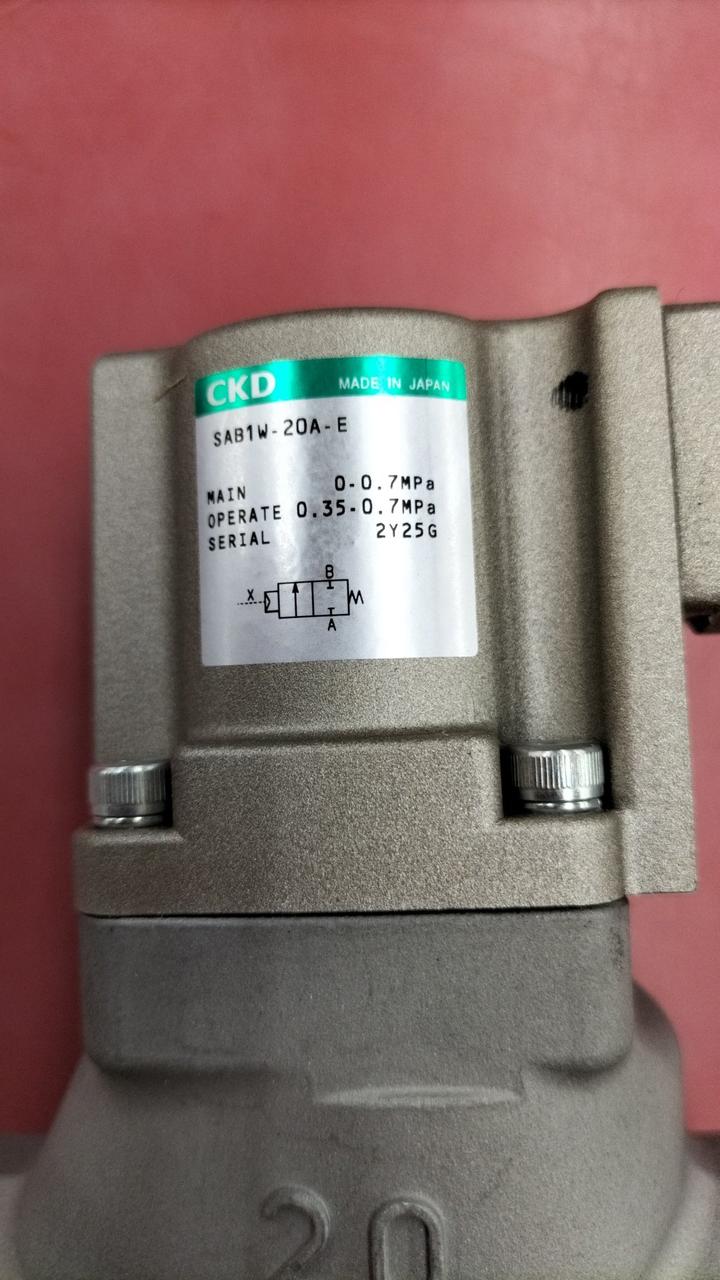 CKD MADE IN JAPAN
SAB1W-20A-E
MAIN 0-0.7MPa
OPERATE 0.35-0.7MPa
SERIAL 2Y25G
B
X
A
20